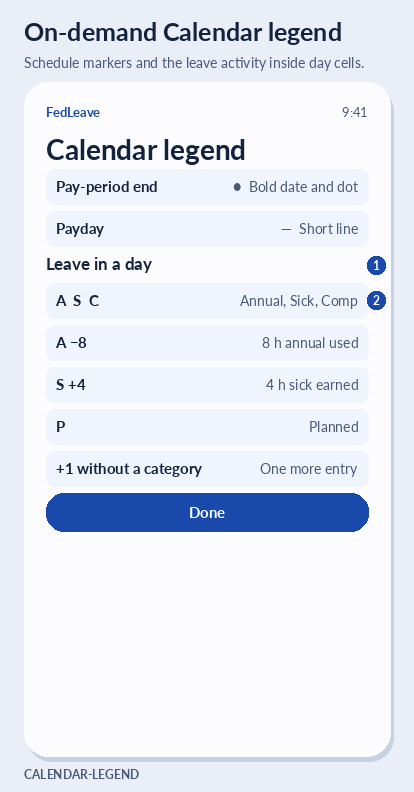 On-demand Calendar legend
Schedule markers and the leave activity inside day cells.
FedLeave 9:41
Calendar legend
Pay-period end ● Bold date and dot
Payday — Short line
Leave in a day 1
A S C Annual, Sick, Comp 2
A −8 8 h annual used
S +4 4 h sick earned
P Planned
+1 without a category One more entry
Done
CALENDAR-LEGEND